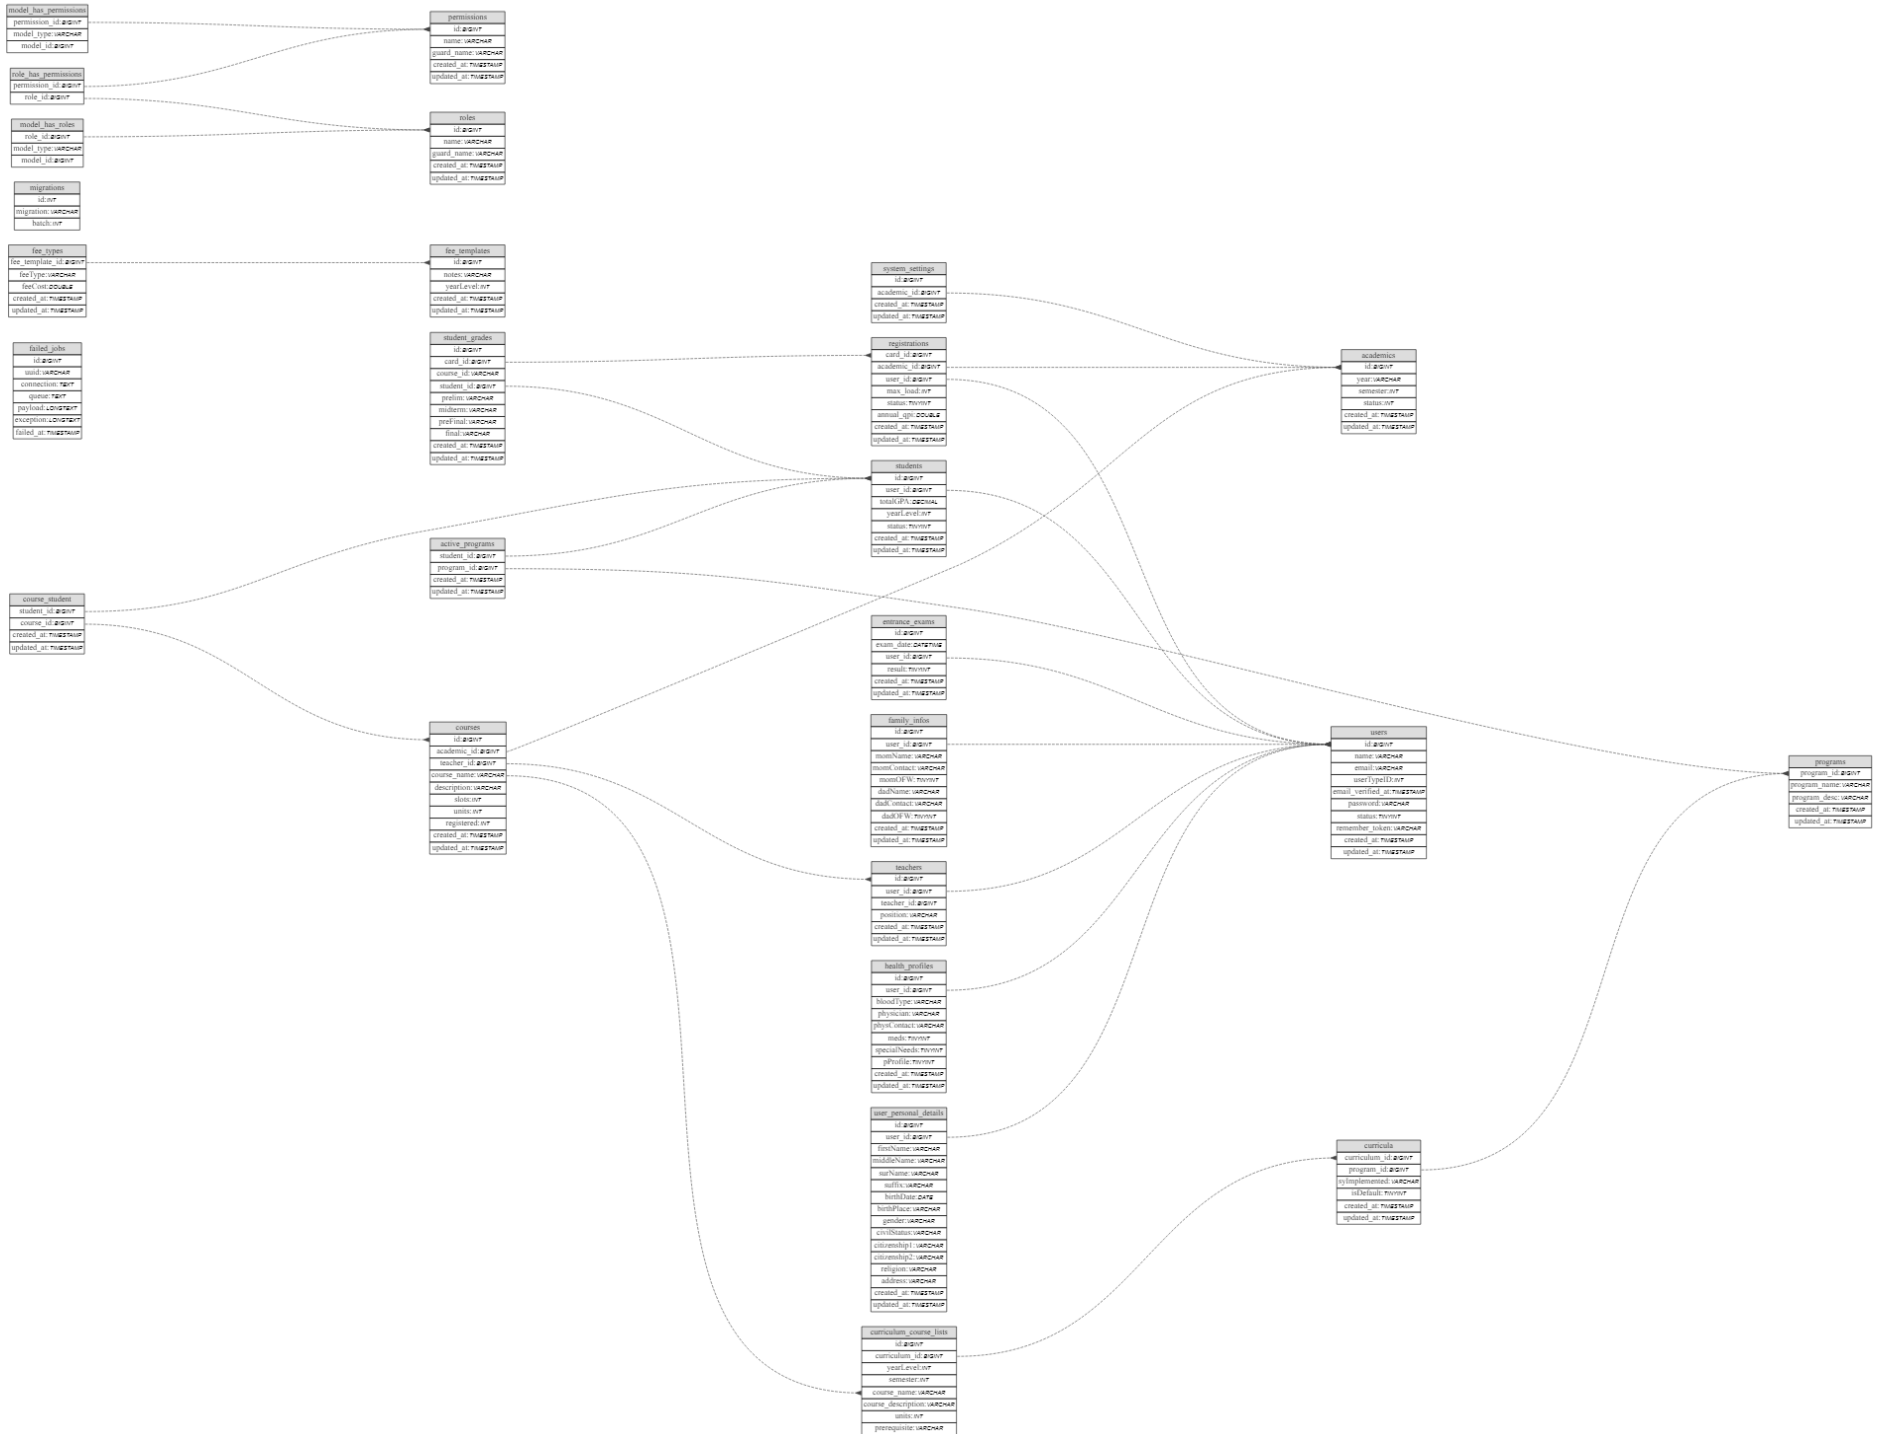 model_has_permissions
permission_id:BIGINT
model_type:VARCHAR
model_id:BIGINT
role_has_permissions
permission_id:BIGINT
role_id:BIGINT
model_has_roles
role_id:BIGINT
model_type:VARCHAR
model_id:BIGINT
migrations
id:INT
migration:VARCHAR
batch:INT
fee_types
fee_template_id:BIGINT
feeType:VARCHAR
feeCost:DOUBLE
created_at:TIMESTAMP
updated_at:TIMESTAMP
failed_jobs
id:BIGINT
uuid:VARCHAR
connection:TEXT
queue:TEXT
payload:LONGTEXT
exception:LONGTEXT
failed_at:TIMESTAMP
course_student
student_id:BIGINT
course_id:BIGINT
created_at:TIMESTAMP
updated_at:TIMESTAMP
permissions
id:BIGINT
name:VARCHAR
guard_name:VARCHAR
created_at:TIMESTAMP
updated_at:TIMESTAMP
roles
id:BIGINT
name:VARCHAR
guard_name:VARCHAR
created_at:TIMESTAMP
updated_at:TIMESTAMP
fee_templates
id:BIGINT
notes:VARCHAR
yearLevel:INT
created_at:TIMESTAMP
updated_at:TIMESTAMP
student_grades
id:BIGINT
card_id:BIGINT
course_id:VARCHAR
student_id:BIGINT
prelim:VARCHAR
midterm:VARCHAR
preFinal:VARCHAR
final:VARCHAR
created_at:TIMESTAMP
updated_at:TIMESTAMP
active_programs
student_id:BIGINT
program_id:BIGINT
created_at:TIMESTAMP
updated_at:TIMESTAMP
courses
id:BIGINT
academic_id:BIGINT
teacher_id:BIGINT
course_name:VARCHAR
description:VARCHAR
slots:INT
units:INT
registered:INT
created_at:TIMESTAMP
updated_at:TIMESTAMP
system_settings
id:BIGINT
academic_id:BIGINT
created_at:TIMESTAMP
updated_at:TIMESTAMP
registrations
card_id:BIGINT
academic_id:BIGINT
user_id:BIGINT
max_load:INT
status:TINYINT
annual_qpi:DOUBLE
created_at:TIMESTAMP
updated_at:TIMESTAMP
students
id:BIGINT
user_id:BIGINT
totalGPA:DECIMAL
yearLevel:INT
status:TINYINT
created_at:TIMESTAMP
updated_at:TIMESTAMP
entrance_exams
id:BIGINT
exam_date:DATETIME
user_id:BIGINT
result:TINYINT
created_at:TIMESTAMP
updated_at:TIMESTAMP
family_infos
id:BIGINT
user_id:BIGINT
momName:VARCHAR
momContact:VARCHAR
momOFW:TINYINT
dadName:VARCHAR
dadContact:VARCHAR
dadOFW:TINYINT
created_at:TIMESTAMP
updated_at:TIMESTAMP
teachers
id:BIGINT
user_id:BIGINT
teacher_id:BIGINT
position:VARCHAR
created_at:TIMESTAMP
updated_at:TIMESTAMP
health_profiles
id:BIGINT
user_id:BIGINT
bloodType:VARCHAR
physician:VARCHAR
physContact:VARCHAR
meds:TINYINT
specialNeeds:TINYINT
pProfile:TINYINT
created_at:TIMESTAMP
updated_at:TIMESTAMP
user_personal_details
id:BIGINT
user_id:BIGINT
firstName:VARCHAR
middleName:VARCHAR
surName:VARCHAR
suffix:VARCHAR
birthDate:DATE
birthPlace:VARCHAR
gender:VARCHAR
civilStatus:VARCHAR
citizenship1:VARCHAR
citizenship2:VARCHAR
religion:VARCHAR
address:VARCHAR
created_at:TIMESTAMP
updated_at:TIMESTAMP
curriculum_course_lists
id:BIGINT
curriculum_id:BIGINT
yearLevel:INT
semester:INT
course_name:VARCHAR
course_description:VARCHAR
units:INT
prerequisite:VARCHAR
academics
id:BIGINT
year:VARCHAR
semester:INT
status:INT
created_at:TIMESTAMP
updated_at:TIMESTAMP
users
id:BIGINT
name:VARCHAR
email:VARCHAR
userTypeID:INT
email_verified_at:TIMESTAMP
password:VARCHAR
status:TINYINT
remember_token:VARCHAR
created_at:TIMESTAMP
updated_at:TIMESTAMP
curricula
curriculum_id:BIGINT
program_id:BIGINT
syImplemented:VARCHAR
isDefault:TINYINT
created_at:TIMESTAMP
updated_at:TIMESTAMP
programs
program_id:BIGINT
program_name:VARCHAR
program_desc:VARCHAR
created_at:TIMESTAMP
updated_at:TIMESTAMP